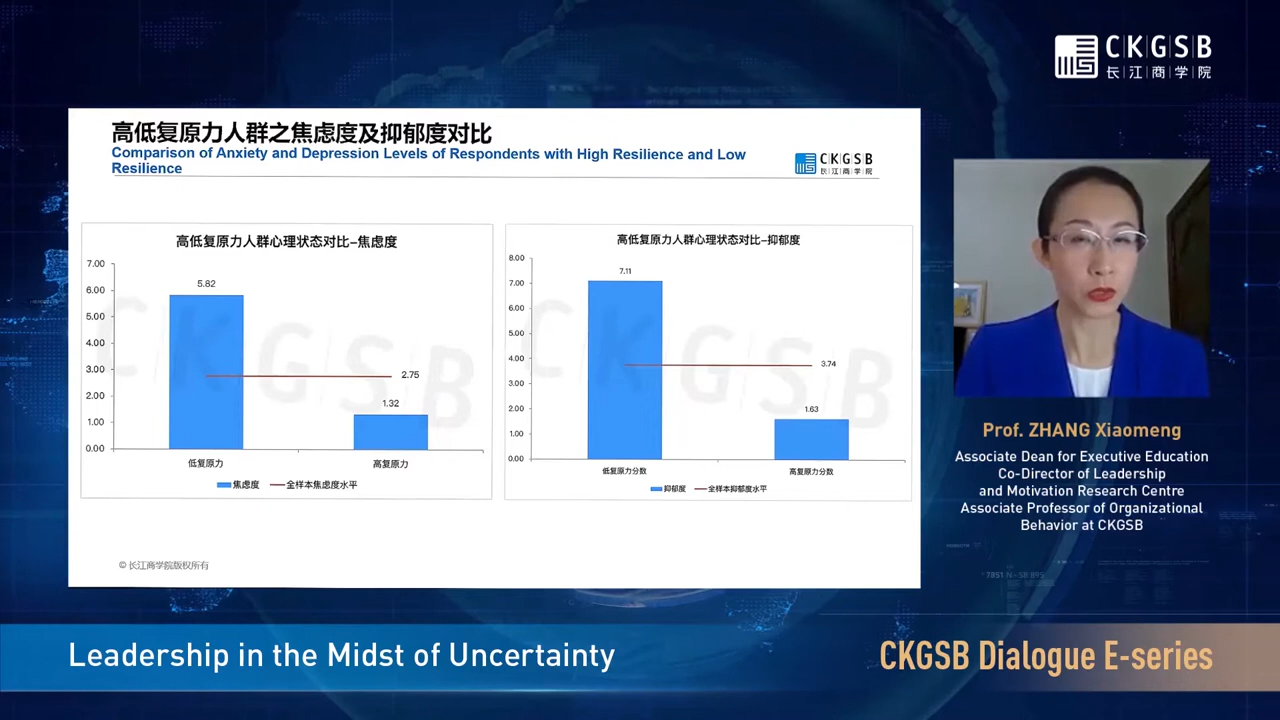 CKGSB
长江商学院
高低复原力人群之焦虑度及抑郁度对比
Comparison of Anxiety and Depression Levels of Respondents with High Resilience and Low
Resilience
CKGSB
长江商学院
高低复原力人群心理状态对比–焦虑度
7.00
6.00
5.00
4.00
3.00
2.00
1.00
0.00
5.82
2.75
1.32
低复原力
高复原力
焦虑度
全样本焦虑度水平
高低复原力人群心理状态对比–抑郁度
8.00
7.00
6.00
5.00
4.00
3.00
2.00
1.00
0.00
7.11
3.74
1.63
低复原力分数
高复原力分数
抑郁度
全样本抑郁度水平
CKGSB
CKGSB
© 长江商学院版权所有
Prof. ZHANG Xiaomeng
Associate Dean for Executive Education
Co-Director of Leadership
and Motivation Research Centre
Associate Professor of Organizational
Behavior at CKGSB
7851 N - 58 895
Leadership in the Midst of Uncertainty
CKGSB Dialogue E-series